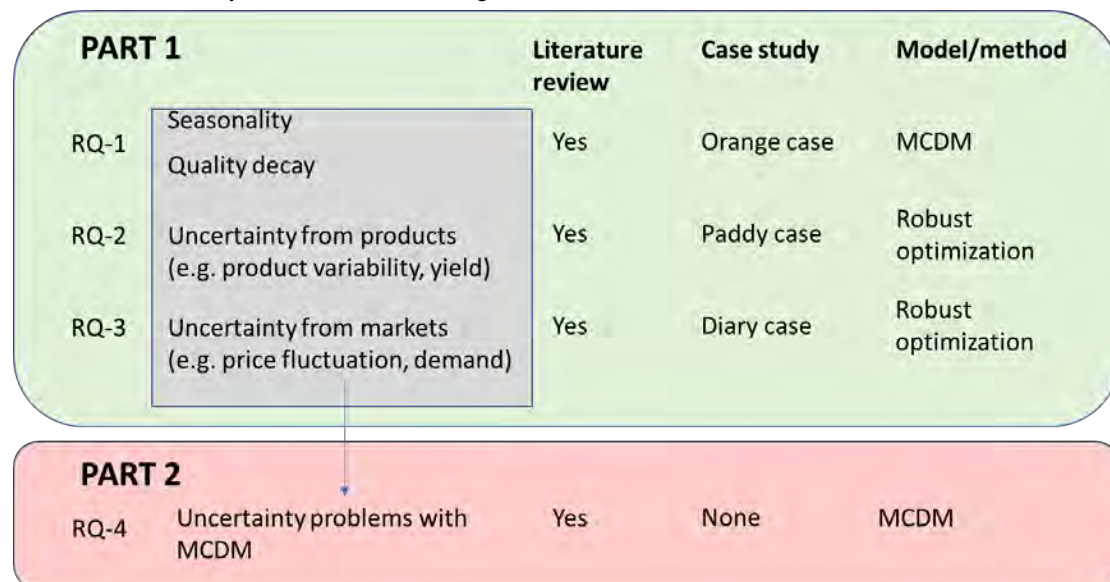 PART 1
Literature review
Case study
Model/method
RQ-1
Seasonality
Quality decay
Yes
Orange case
MCDM
RQ-2
Uncertainty from products
(e.g. product variability, yield)
Yes
Paddy case
Robust
optimization
RQ-3
Uncertainty from markets
(e.g. price fluctuation, demand)
Yes
Diary case
Robust
optimization
PART 2
RQ-4
Uncertainty problems with
MCDM
Yes
None
MCDM